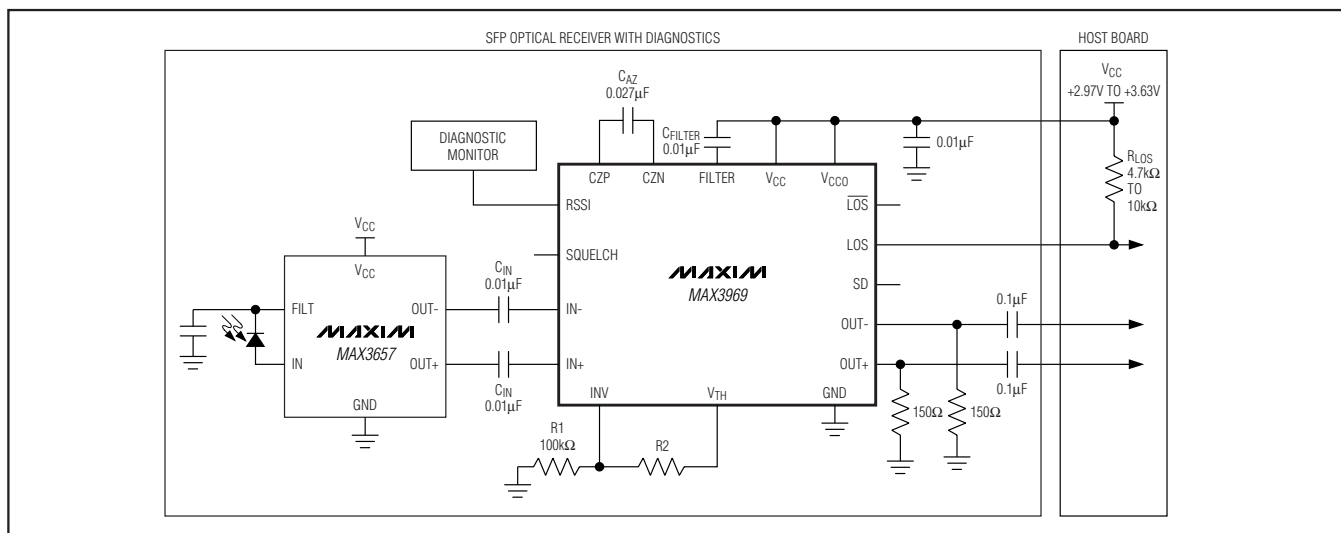 SFP OPTICAL RECEIVER WITH DIAGNOSTICS
HOST BOARD
CAZ
0.027µF
VCC
+2.97V TO +3.63V
DIAGNOSTIC
MONITOR
CFILTER
0.01µF
0.01µF
RLOS
4.7kΩ
TO
10kΩ
CZP
CZN
FILTER
VCC
VCCO
RSSI
LOS
LOS
SQUELCH
SD
MAXIM
MAX3969
VCC
VCC
FILT
IN
OUT-
OUT+
MAXIM
MAX3657
GND
CIN
0.01µF
CIN
0.01µF
IN-
IN+
OUT-
OUT+
INV
VTH
GND
0.1µF
0.1µF
150Ω
150Ω
R1
100kΩ
R2